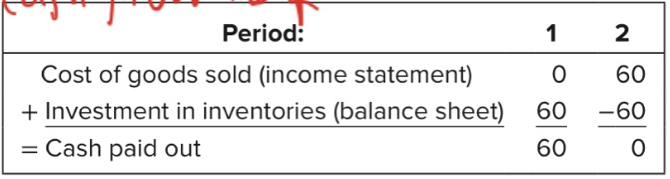 Period: 1 2
Cost of goods sold (income statement) 0 60
+ Investment in inventories (balance sheet) 60 −60
= Cash paid out 60 0